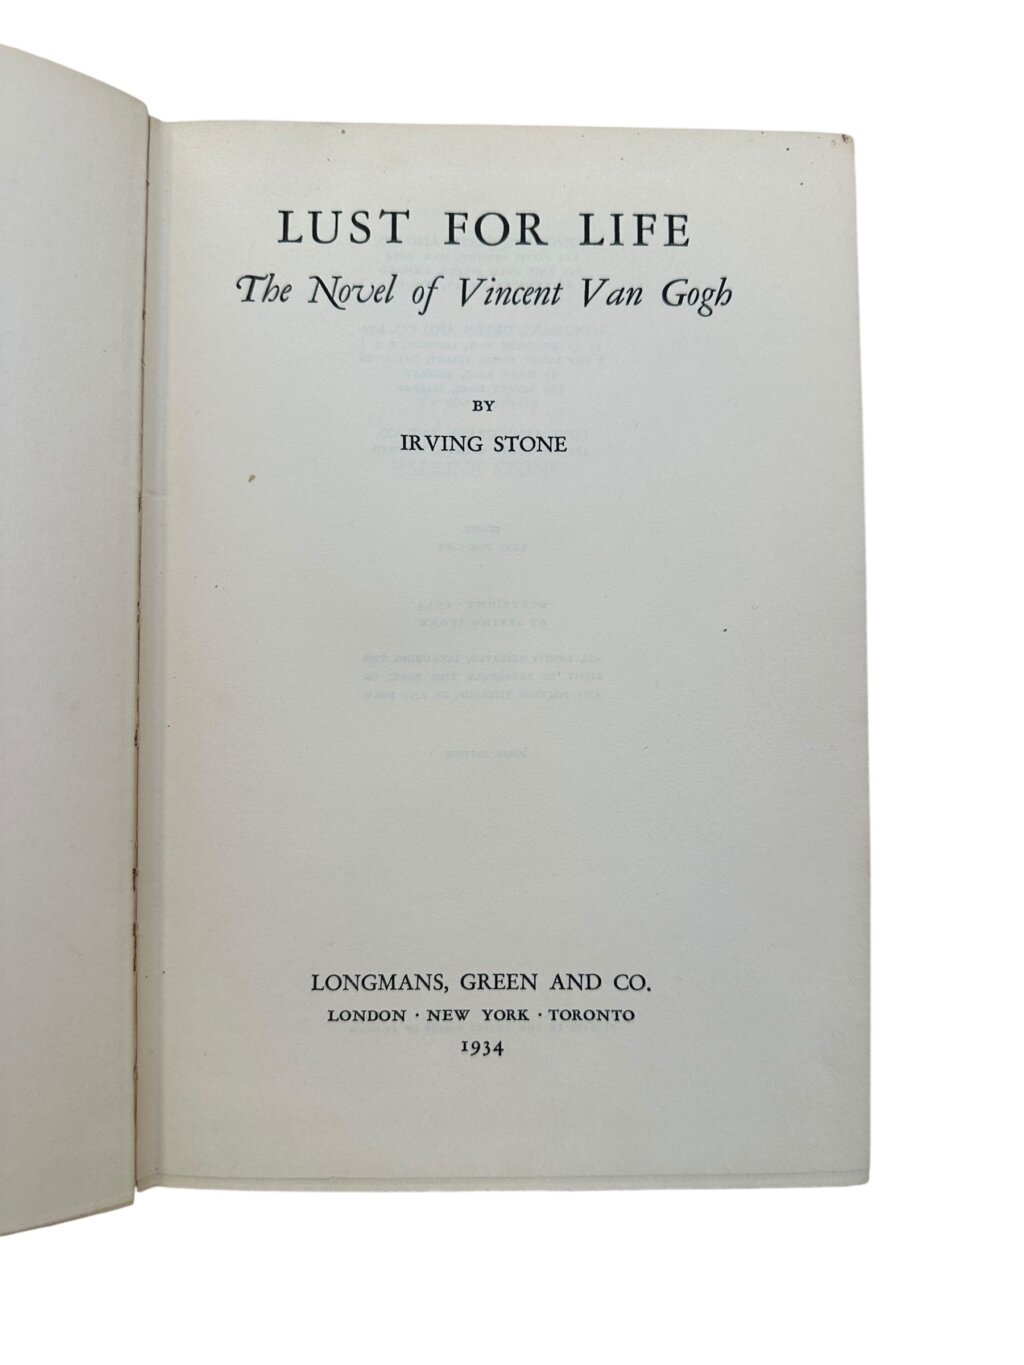 LUST FOR LIFE
The Novel of Vincent Van Gogh
BY
IRVING STONE
LONGMANS, GREEN AND CO.
LONDON · NEW YORK · TORONTO
1934